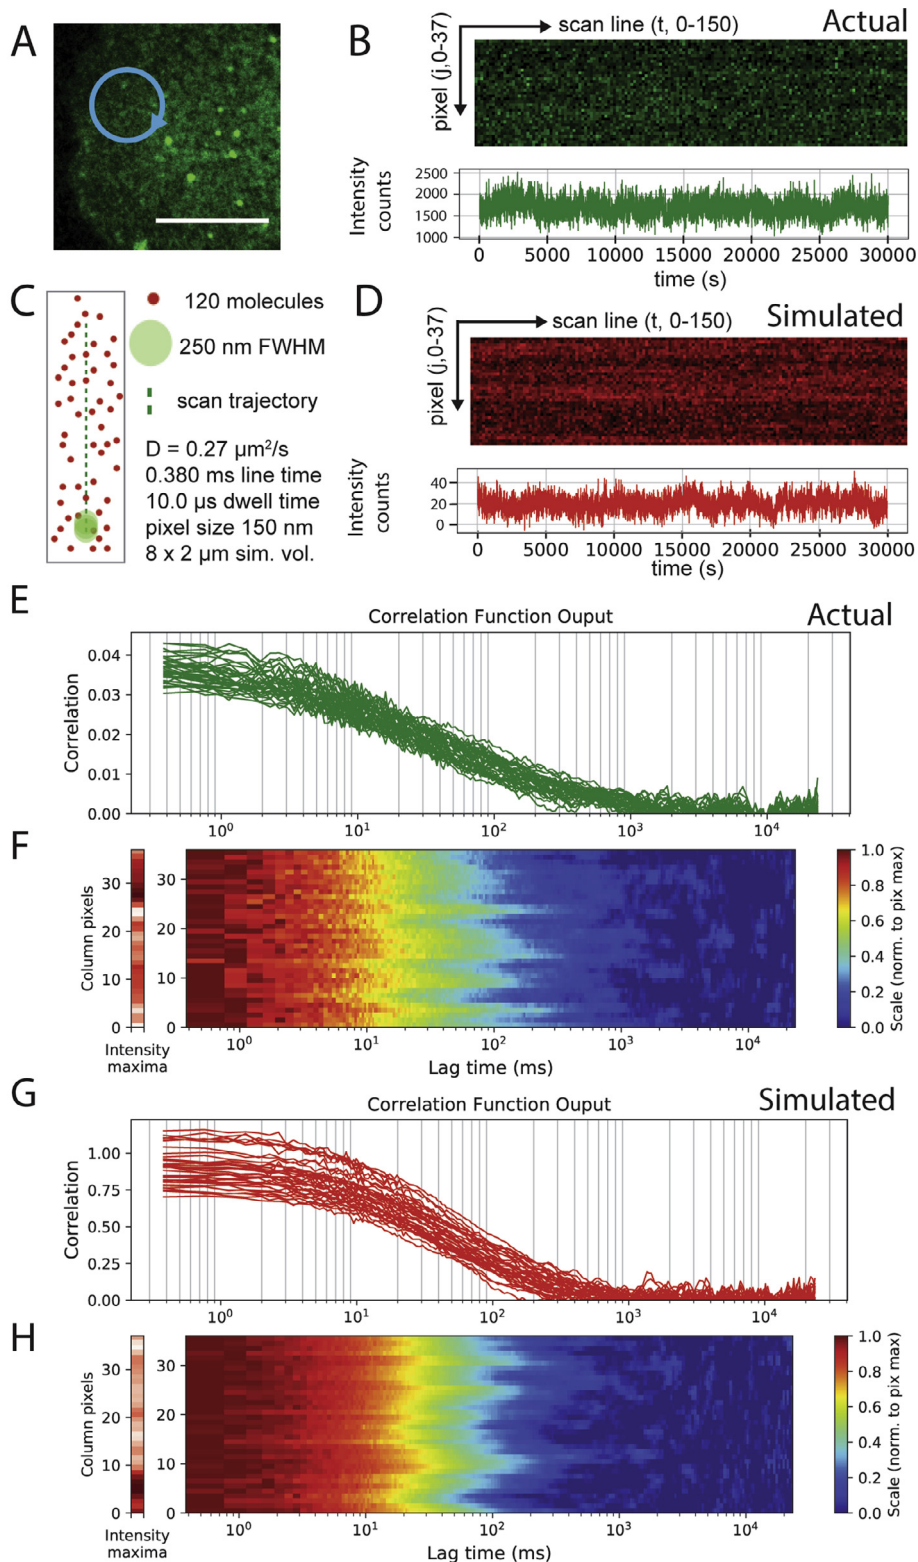 A
B
scan line (t, 0-150)
Actual
pixel (j,0-37)
Intensity
counts
2500
2000
1500
1000
0
5000
10000
15000
20000
25000
30000
time (s)
C
120 molecules
250 nm FWHM
scan trajectory
D = 0.27 µm²/s
0.380 ms line time
10.0 µs dwell time
pixel size 150 nm
8 x 2 µm sim. vol.
D
scan line (t, 0-150)
Simulated
pixel (j,0-37)
Intensity
counts
40
20
0
0
5000
10000
15000
20000
25000
30000
time (s)
E
Correlation Function Ouput
Actual
Correlation
0.04
0.03
0.02
0.01
0.00
10⁰
10¹
10²
10³
10⁴
F
Column pixels
30
20
10
0
Intensity
maxima
30
20
10
0
10⁰
10¹
10²
10³
10⁴
Lag time (ms)
1.0
0.8
0.6
0.4
0.2
0.0
Scale (norm. to pix max)
G
Correlation Function Ouput
Simulated
Correlation
1.00
0.75
0.50
0.25
0.00
10⁰
10¹
10²
10³
10⁴
H
Column pixels
30
20
10
0
Intensity
maxima
30
20
10
0
10⁰
10¹
10²
10³
10⁴
Lag time (ms)
1.0
0.8
0.6
0.4
0.2
0.0
Scale (norm. to pix max)